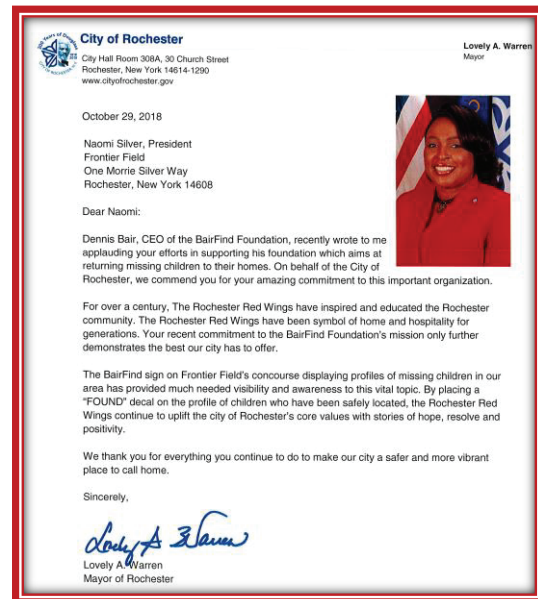 City of Rochester
City Hall Room 308A, 30 Church Street
Rochester, New York 14614-1290
www.cityofrochester.gov
Lovely A. Warren
Mayor
October 29, 2018
Naomi Silver, President
Frontier Field
One Morrie Silver Way
Rochester, New York 14608
Dear Naomi:
Dennis Bair, CEO of the BairFind Foundation, recently wrote to me
applauding your efforts in supporting his foundation which aims at
returning missing children to their homes. On behalf of the City of
Rochester, we commend you for your amazing commitment to this important organization.
For over a century, The Rochester Red Wings have inspired and educated the Rochester
community. The Rochester Red Wings have been symbol of home and hospitality for
generations. Your recent commitment to the BairFind Foundation's mission only further
demonstrates the best our city has to offer.
The BairFind sign on Frontier Field's concourse displaying profiles of missing children in our
area has provided much needed visibility and awareness to this vital topic. By placing a
"FOUND" decal on the profile of children who have been safely located, the Rochester Red
Wings continue to uplift the city of Rochester's core values with stories of hope, resolve and
positivity.
We thank you for everything you continue to do to make our city a safer and more vibrant
place to call home.
Sincerely,
Lovely A Warren
Lovely A. Warren
Mayor of Rochester